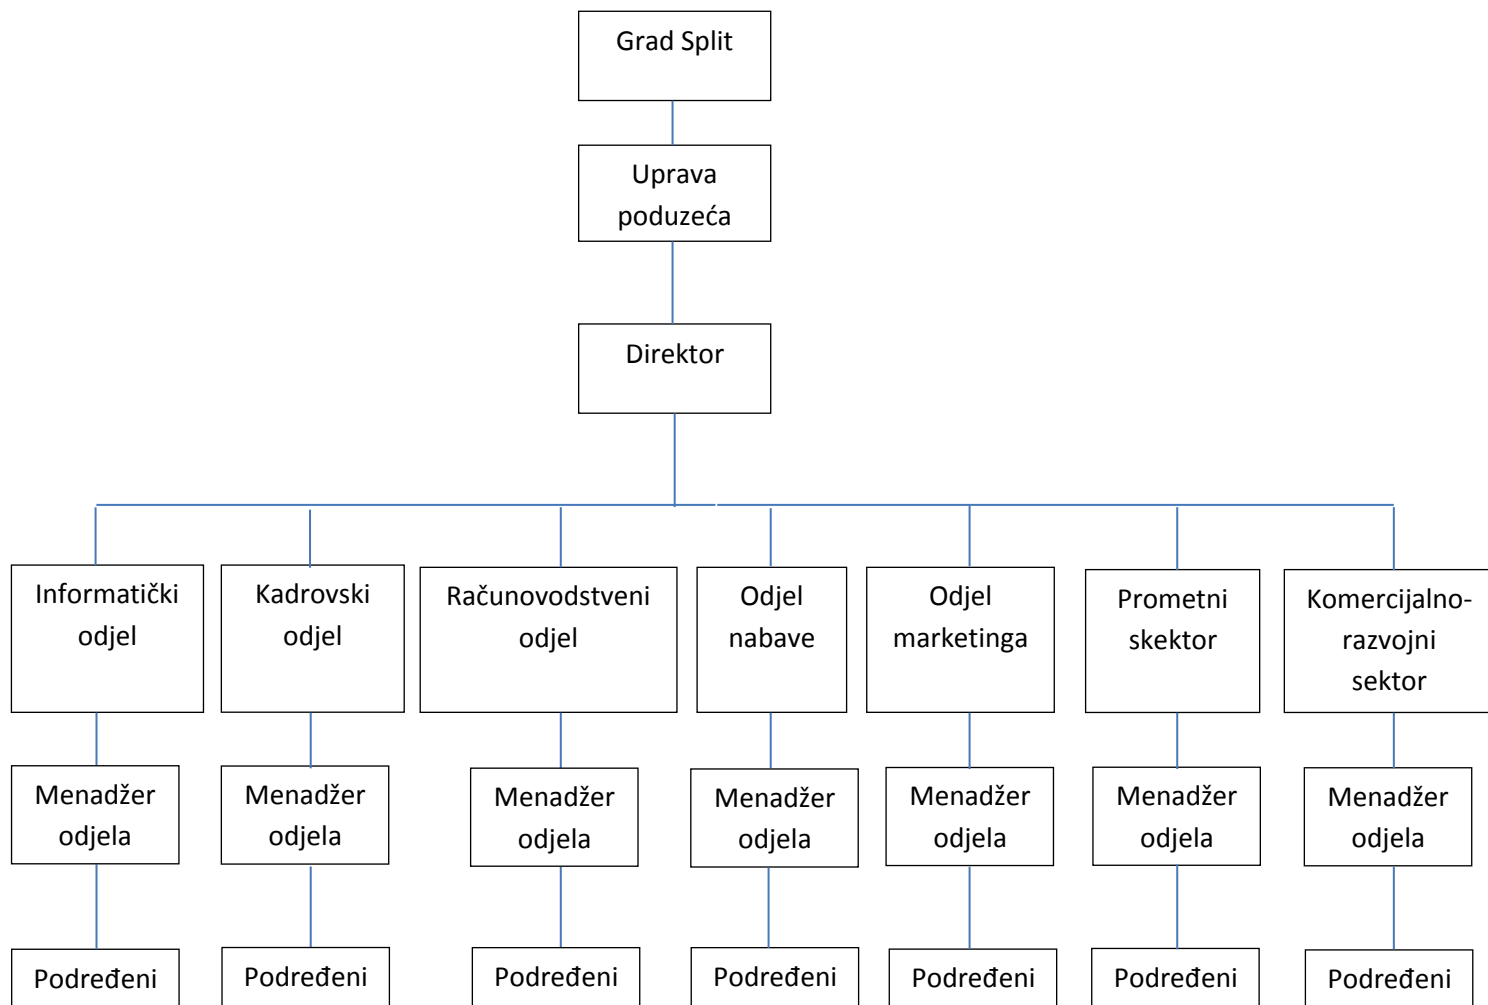 Grad Split
Uprava
poduzeća
Direktor
Informatički
odjel
Kadrovski
odjel
Računovodstveni
odjel
Odjel
nabave
Odjel
marketinga
Prometni
skektor
Komercijalno-
razvojni
sektor
Menadžer
odjela
Menadžer
odjela
Menadžer
odjela
Menadžer
odjela
Menadžer
odjela
Menadžer
odjela
Menadžer
odjela
Podređeni
Podređeni
Podređeni
Podređeni
Podređeni
Podređeni
Podređeni